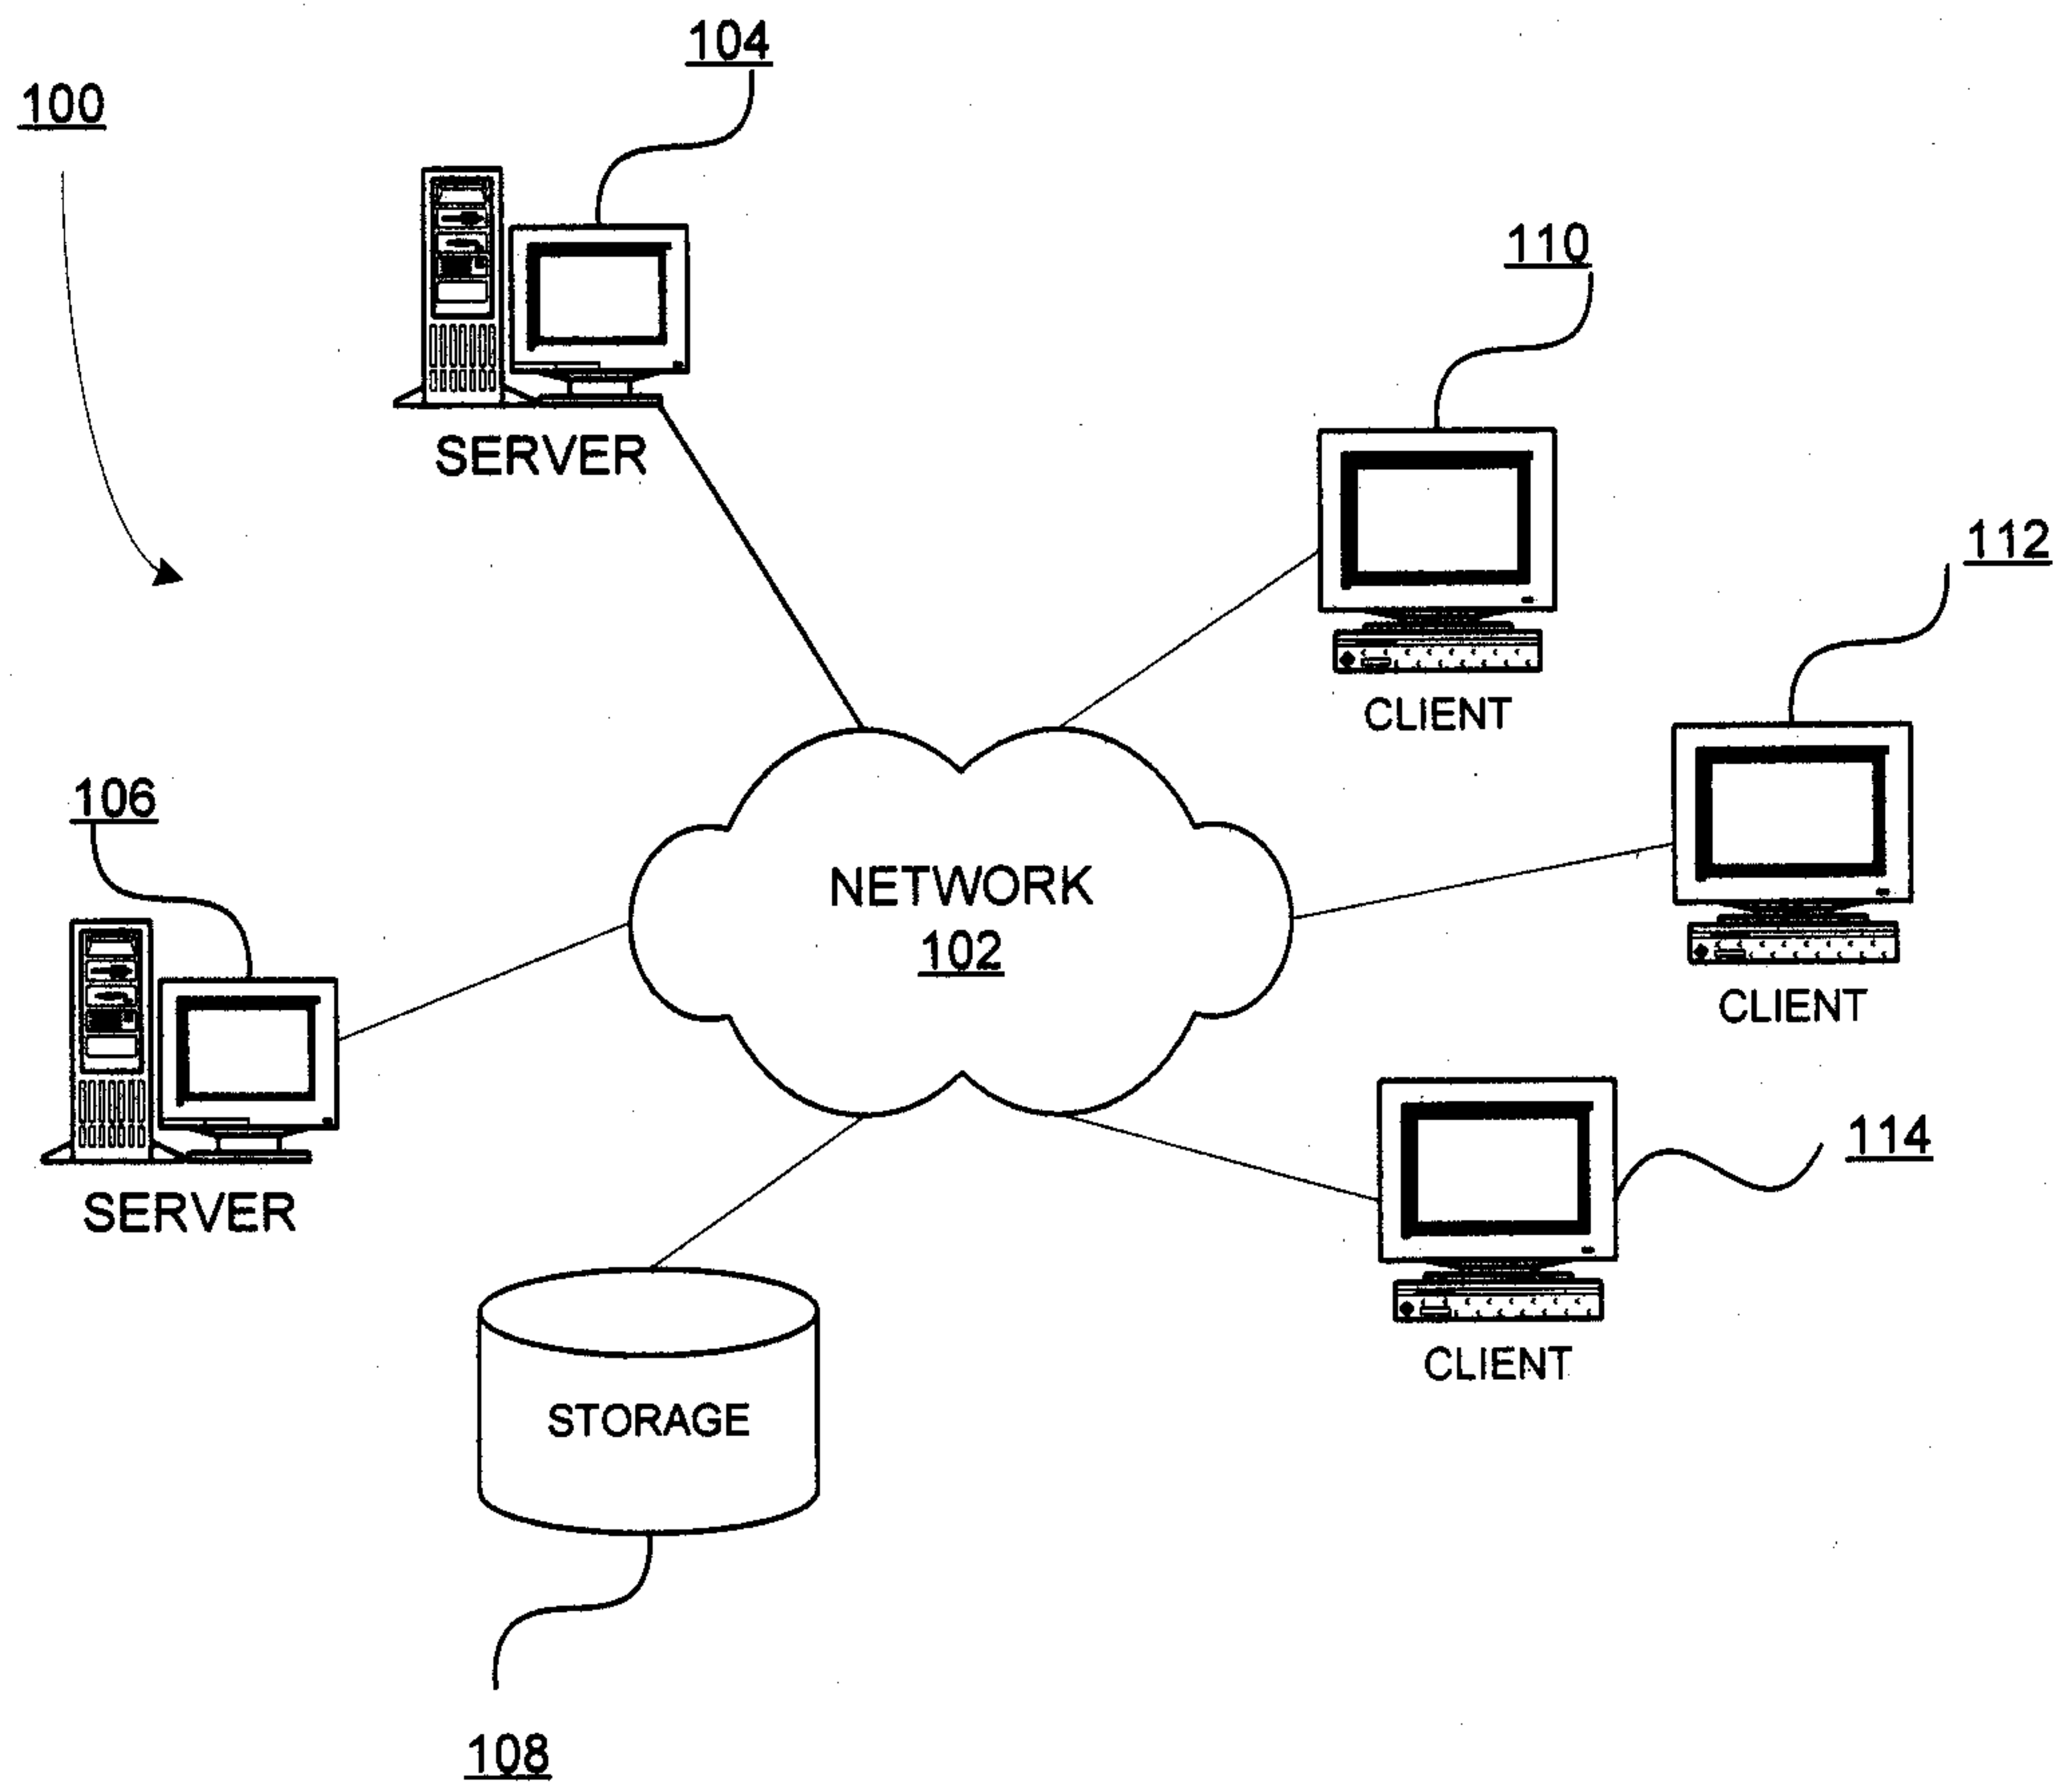 104
100
SERVER
110
CLIENT
112
CLIENT
NETWORK
102
106
SERVER
114
CLIENT
STORAGE
108